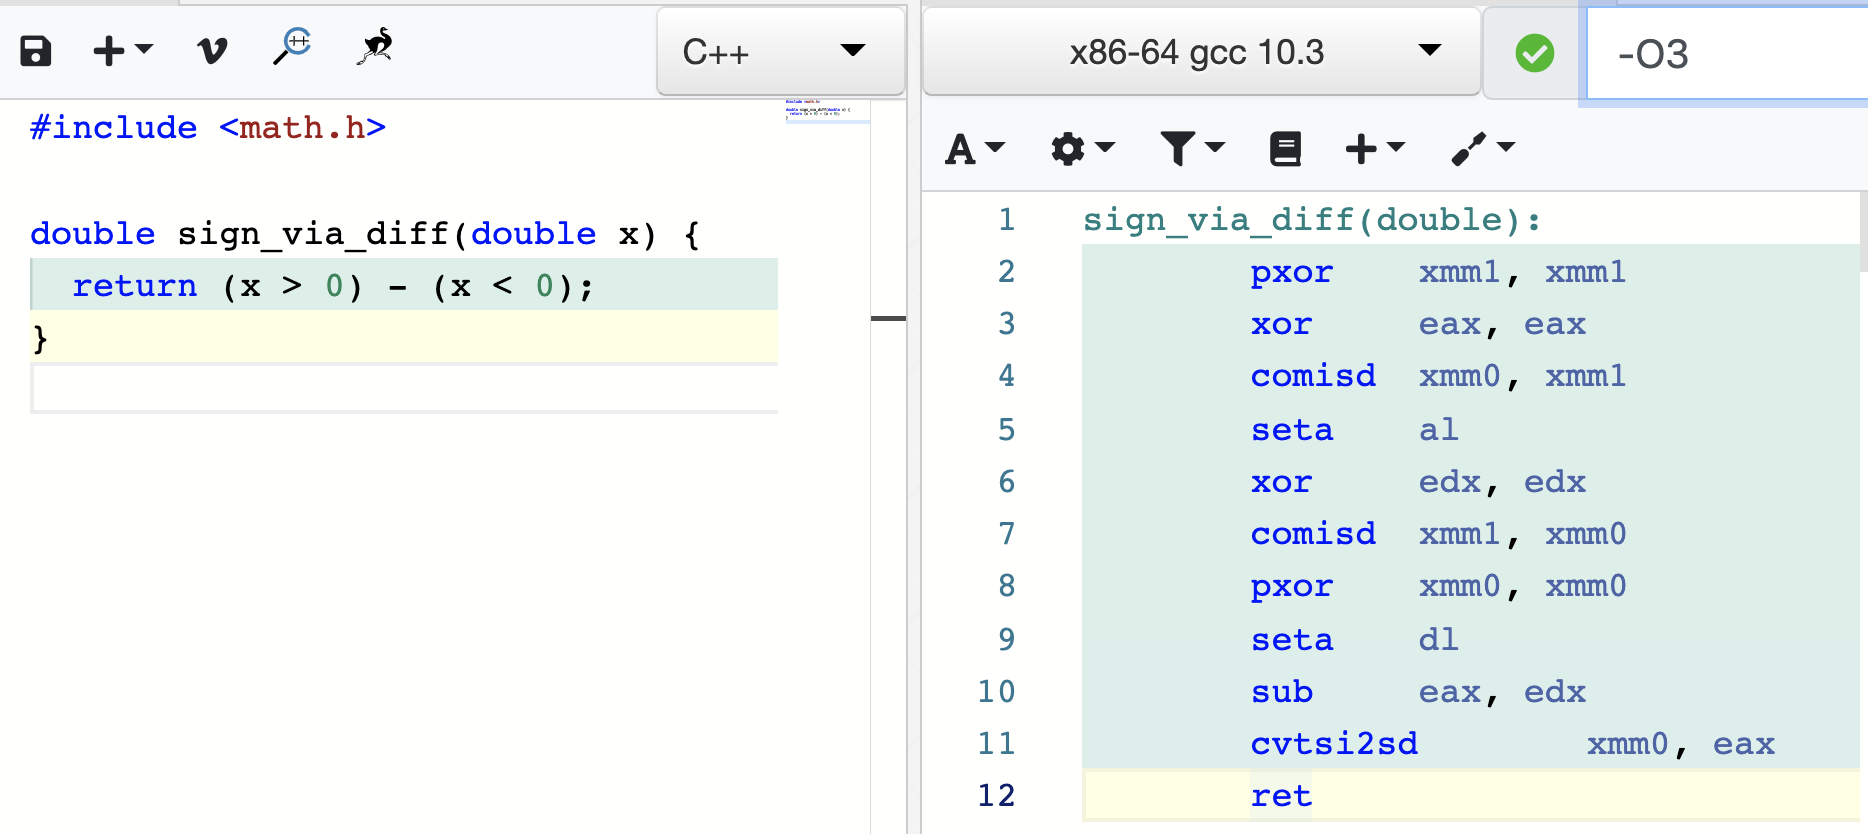 C++
#include <math.h>
double sign_via_diff(double x) {
return (x > 0) - (x < 0);
}
x86-64 gcc 10.3
-O3
A
1 sign_via_diff(double):
2 pxor xmm1, xmm1
3 xor eax, eax
4 comisd xmm0, xmm1
5 seta al
6 xor edx, edx
7 comisd xmm1, xmm0
8 pxor xmm0, xmm0
9 seta dl
10 sub eax, edx
11 cvtsi2sd xmm0, eax
12 ret